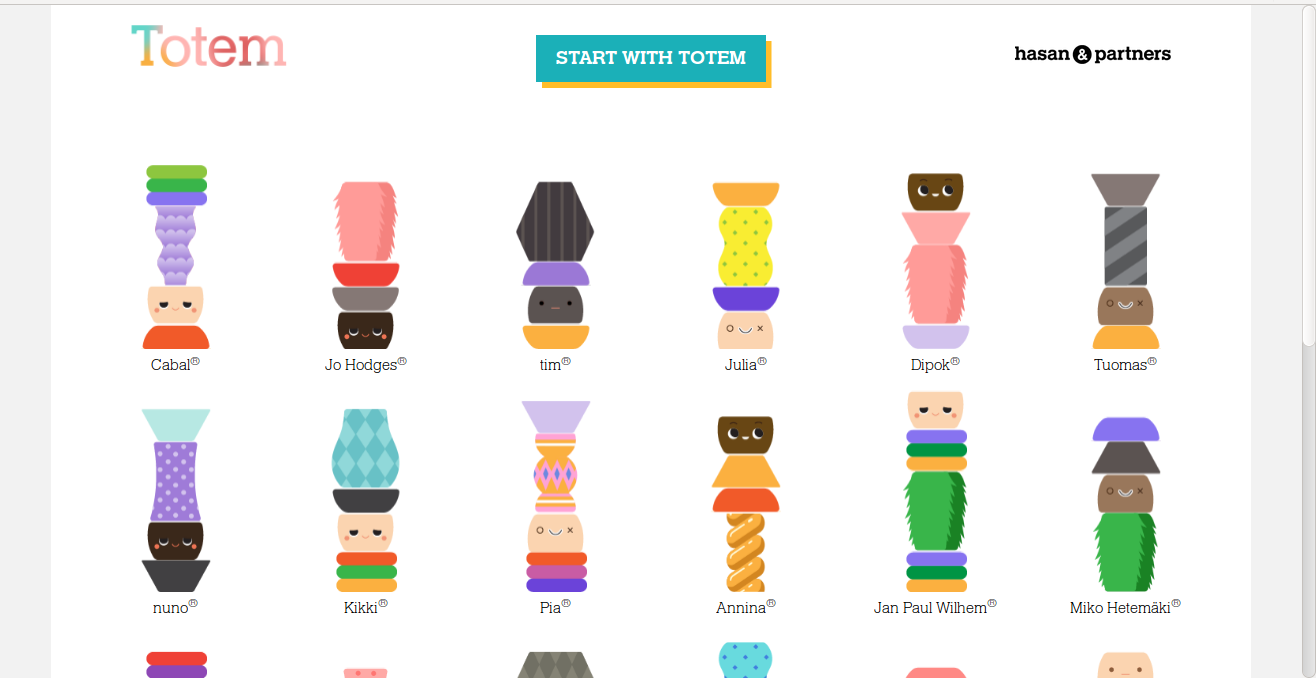 Totem
START WITH TOTEM
hasan & partners
Cabal®
Jo Hodges®
tim®
Julia®
Dipok®
Tuomas®
nuno®
Kikki®
Pia®
Annina®
Jan Paul Wilhem®
Miko Hetemäki®